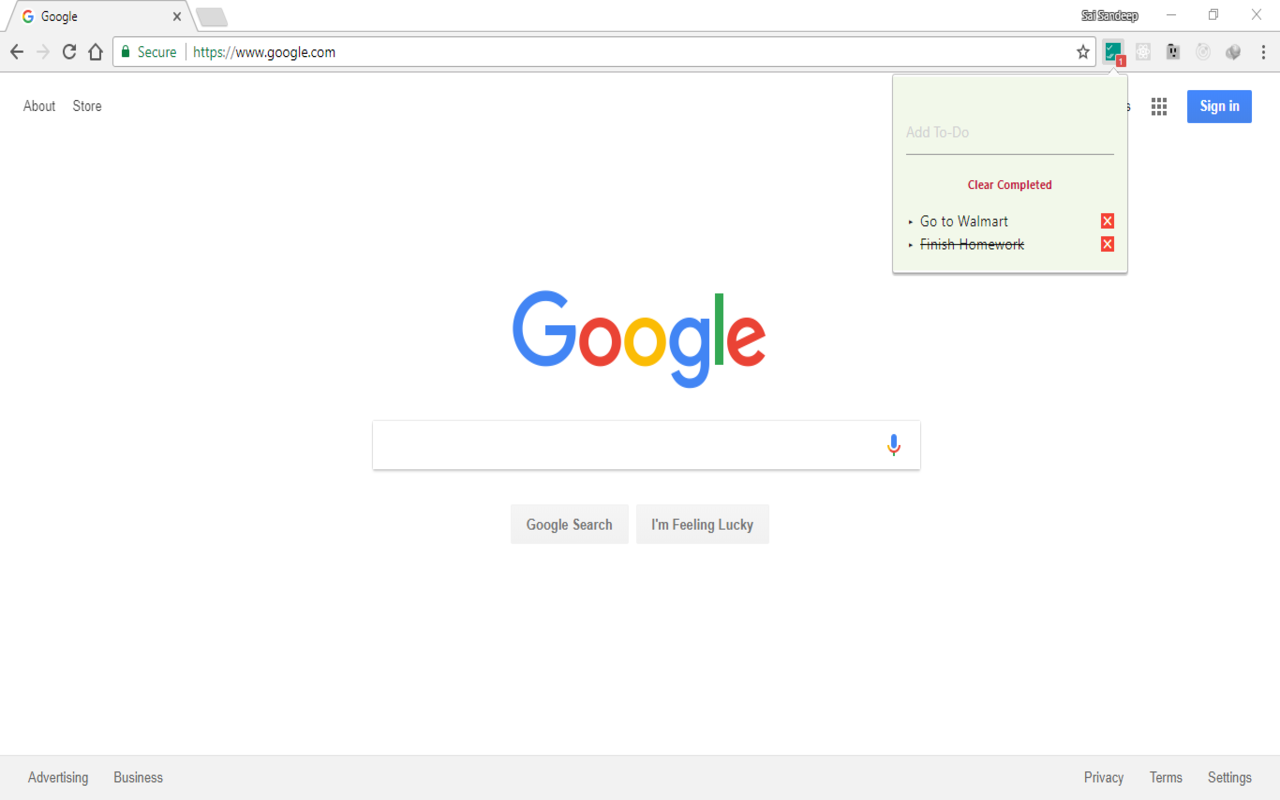 Google
Sai Sandeep
Secure
https://www.google.com
1
About
Store
Sign in
Add To-Do
Clear Completed
Go to Walmart
Finish Homework
Google
Google Search
I'm Feeling Lucky
Advertising
Business
Privacy
Terms
Settings